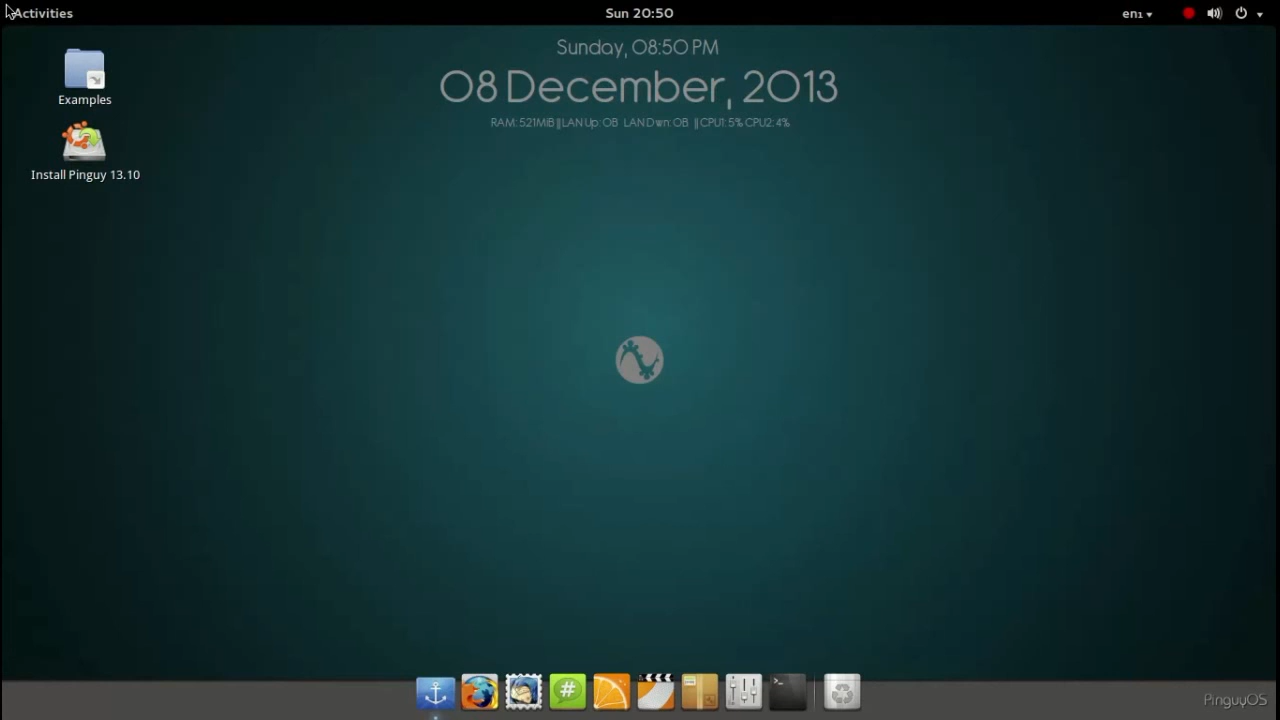 Activities
Sun 20:50
en₁
Sunday, 08:50 PM
08 December, 2013
RAM: 521MiB || LAN Up: 0B LAN Dwn: 0B || CPU1: 5% CPU2: 4%
Examples
Install Pinguy 13.10
#
>_
PinguyOS